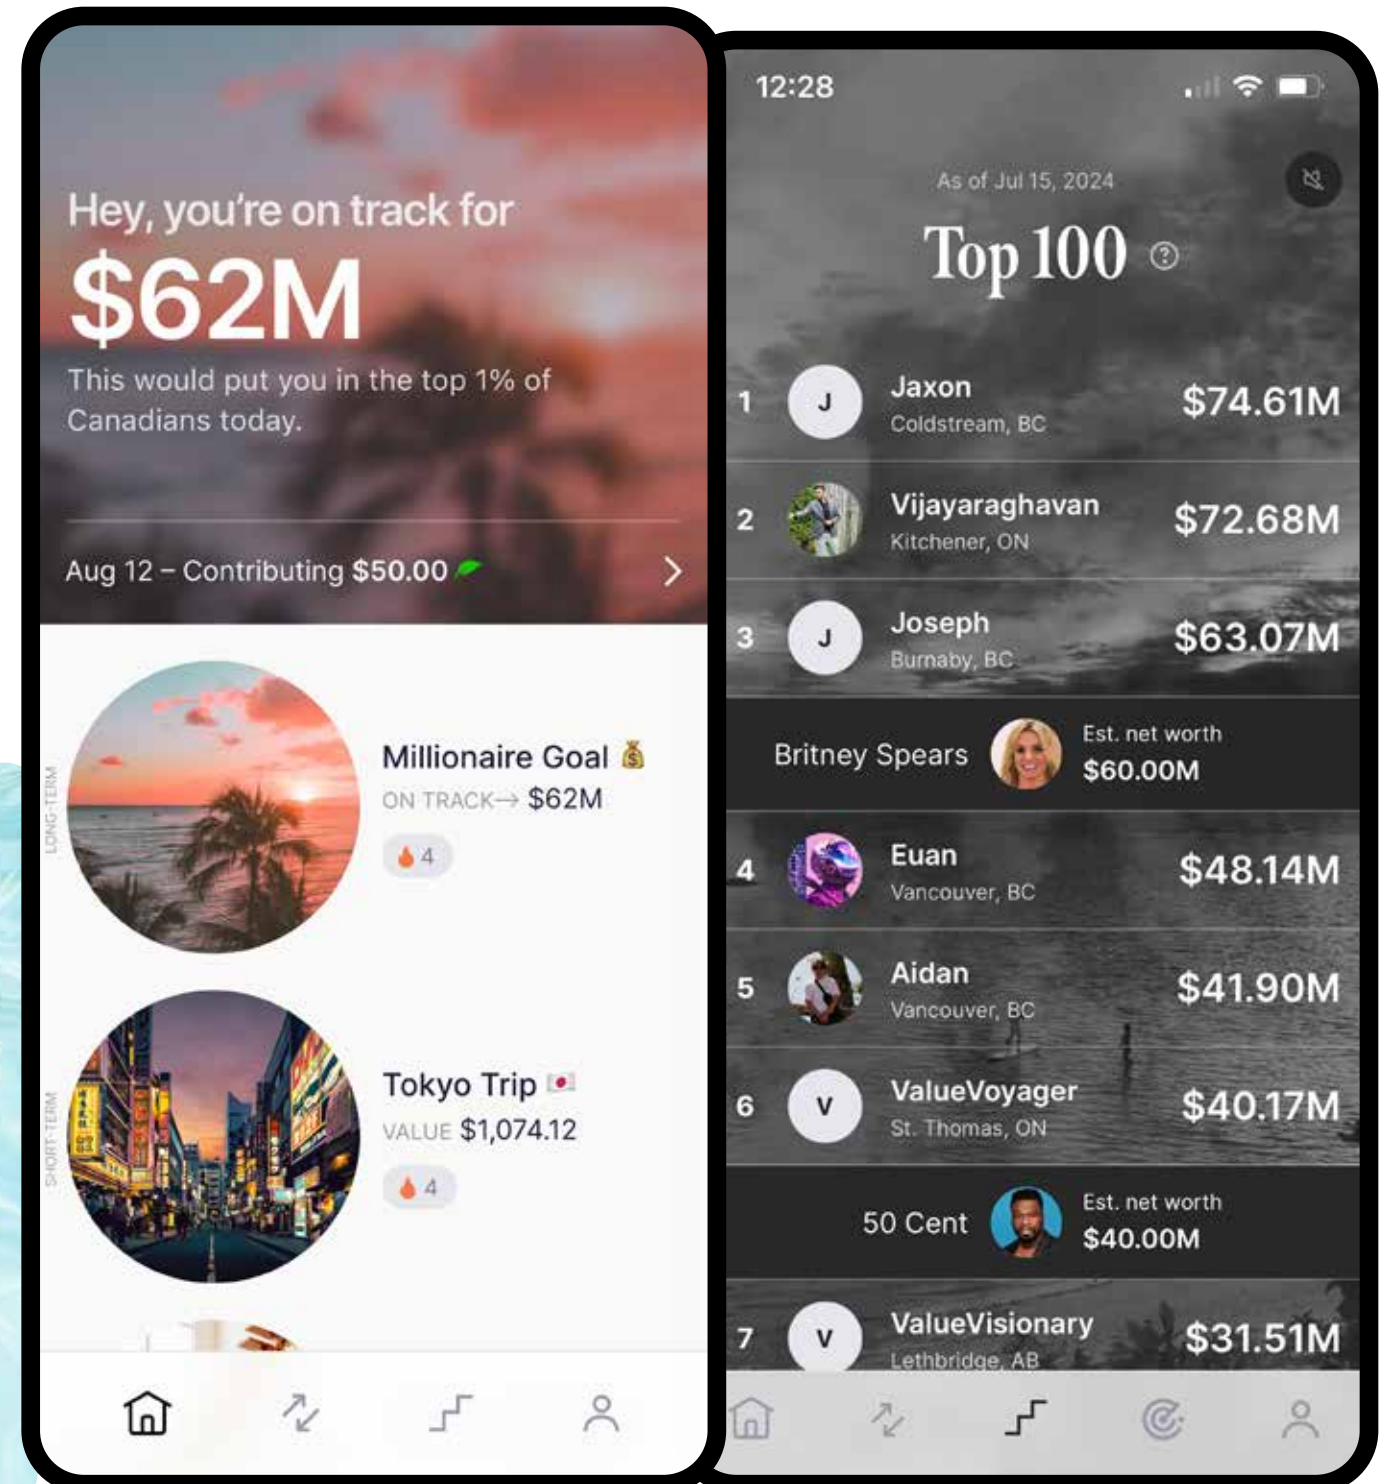 Hey, you're on track for
$62M
This would put you in the top 1% of
Canadians today.
Aug 12 – Contributing $50.00
LONG-TERM
Millionaire Goal
ON TRACK→ $62M
4
SHORT-TERM
Tokyo Trip
VALUE $1,074.12
4
12:28
As of Jul 15, 2024
Top 100 ?
1 J Jaxon $74.61M
Coldstream, BC
2 Vijayaraghavan $72.68M
Kitchener, ON
3 J Joseph $63.07M
Burnaby, BC
Britney Spears Est. net worth
$60.00M
4 Euan $48.14M
Vancouver, BC
5 Aidan $41.90M
Vancouver, BC
6 V ValueVoyager $40.17M
St. Thomas, ON
50 Cent Est. net worth
$40.00M
7 V ValueVisionary $31.51M
Lethbridge, AB